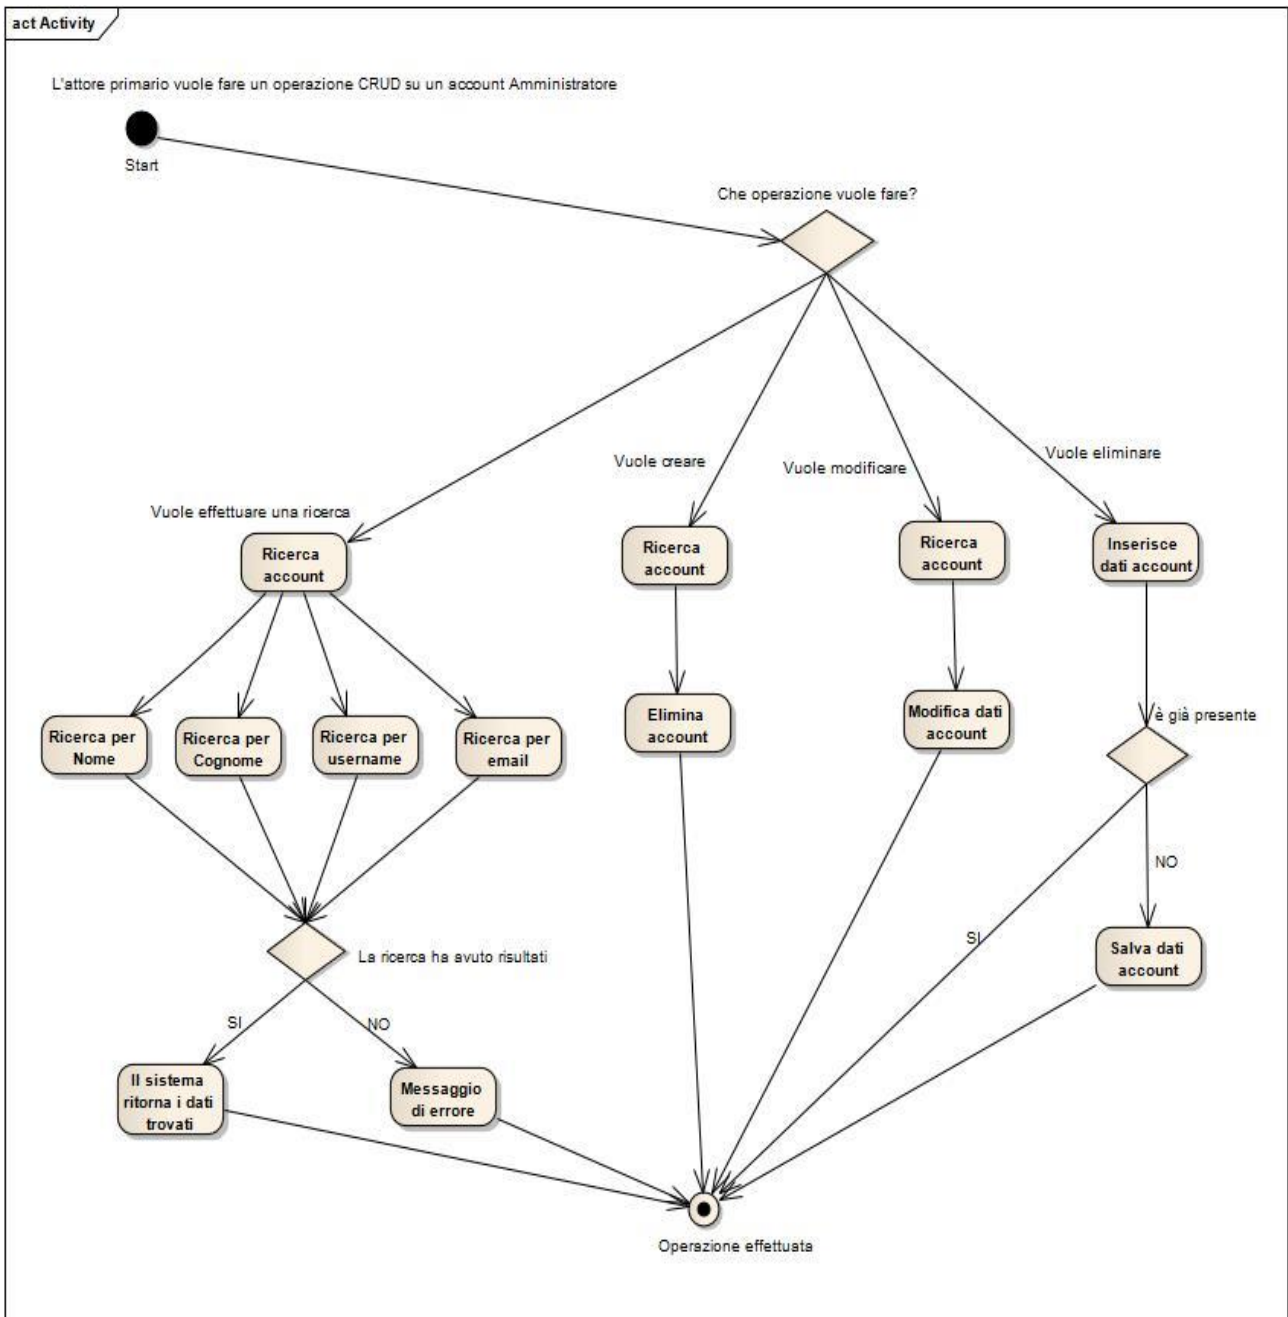 act Activity
L'attore primario vuole fare un operazione CRUD su un account Amministratore
Start
Che operazione vuole fare?
Vuole creare
Vuole modificare
Vuole eliminare
Vuole effettuare una ricerca
Ricerca
account
Ricerca
account
Ricerca
account
Inserisce
dati account
Ricerca per
Nome
Ricerca per
Cognome
Ricerca per
username
Ricerca per
email
Elimina
account
Modifica dati
account
è già presente
NO
SI
Salva dati
account
La ricerca ha avuto risultati
SI
NO
Il sistema
ritorna i dati
trovati
Messaggio
di errore
Operazione effettuata